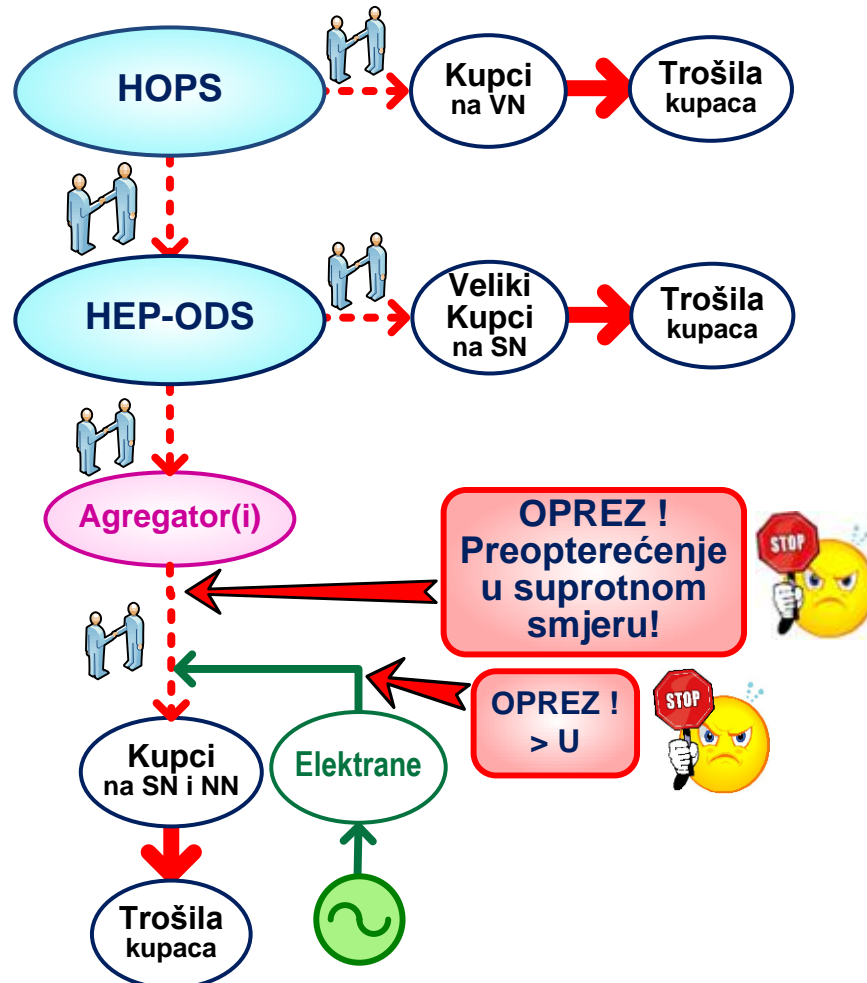 HOPS
Kupci
na VN
Trošila
kupaca
HEP-ODS
Veliki
Kupci
na SN
Trošila
kupaca
Agregator(i)
OPREZ !
Preopterećenje
u suprotnom
smjeru!
STOP
OPREZ !
> U
STOP
Kupci
na SN i NN
Elektrane
Trošila
kupaca